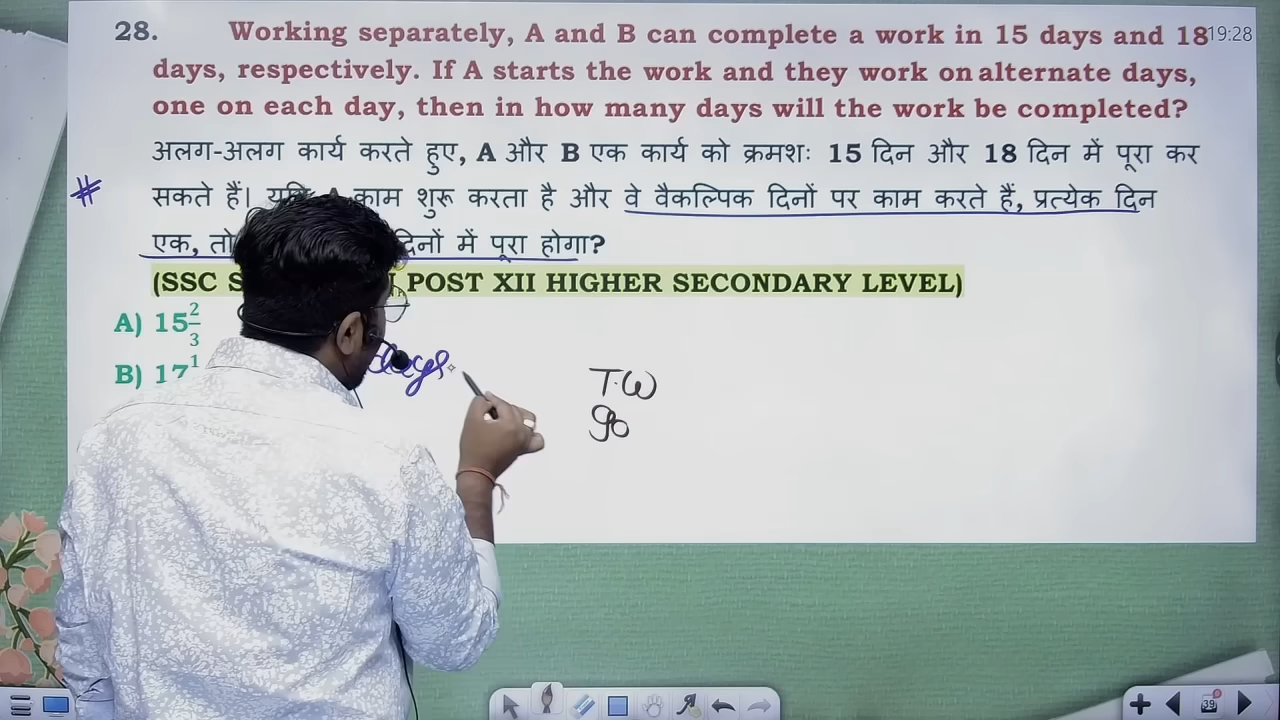 28. Working separately, A and B can complete a work in 15 days and 18 19:28
days, respectively. If A starts the work and they work on alternate days,
one on each day, then in how many days will the work be completed?
अलग-अलग कार्य करते हुए, A और B एक कार्य को क्रमशः 15 दिन और 18 दिन में पूरा कर
सकते हैं। काम शुरू करता है और वे वैकल्पिक दिनों पर काम करते हैं, प्रत्येक दिन
एक, तो दिनों में पूरा होगा?
(SSC POST XII HIGHER SECONDARY LEVEL)
A) 15 2/3
B) 17
days
T.W
90
39